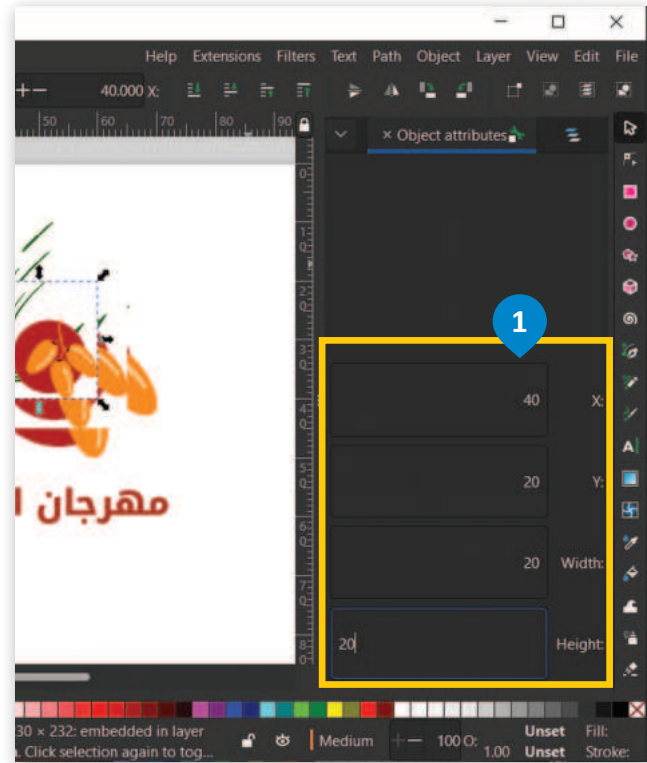 Help Extensions Filters Text Path Object Layer View Edit File
40.000 X:
50 60 70 80 90
× Object attributes
1
40 X:
20 Y:
20 Width:
20 Height:
مهرجان ا
30 × 232: embedded in layer
. Click selection again to tog...
Medium 100 O: 1.00
Unset Fill:
Unset Stroke: